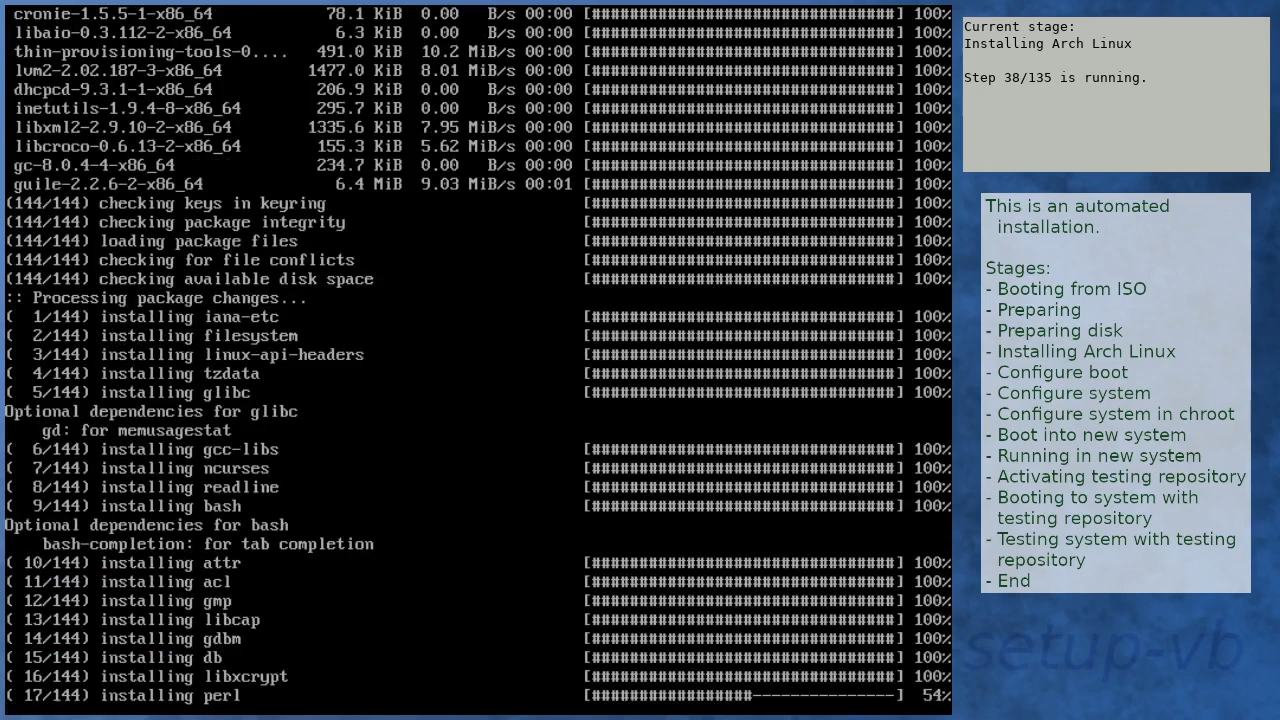 cronie-1.5.5-1-x86_64 78.1 KiB 0.00 B/s 00:00 [################################] 100%
libaio-0.3.112-2-x86_64 6.3 KiB 0.00 B/s 00:00 [################################] 100%
thin-provisioning-tools-0.... 491.0 KiB 10.2 MiB/s 00:00 [################################] 100%
lvm2-2.02.187-3-x86_64 1477.0 KiB 8.01 MiB/s 00:00 [################################] 100%
dhcpcd-9.3.1-1-x86_64 206.9 KiB 0.00 B/s 00:00 [################################] 100%
inetutils-1.9.4-8-x86_64 295.7 KiB 0.00 B/s 00:00 [################################] 100%
libxml2-2.9.10-2-x86_64 1335.6 KiB 7.95 MiB/s 00:00 [################################] 100%
libcroco-0.6.13-2-x86_64 155.3 KiB 5.62 MiB/s 00:00 [################################] 100%
gc-8.0.4-4-x86_64 234.7 KiB 0.00 B/s 00:00 [################################] 100%
guile-2.2.6-2-x86_64 6.4 MiB 9.03 MiB/s 00:01 [################################] 100%
(144/144) checking keys in keyring [################################] 100%
(144/144) checking package integrity [################################] 100%
(144/144) loading package files [################################] 100%
(144/144) checking for file conflicts [################################] 100%
(144/144) checking available disk space [################################] 100%
:: Processing package changes...
( 1/144) installing iana-etc [################################] 100%
( 2/144) installing filesystem [################################] 100%
( 3/144) installing linux-api-headers [################################] 100%
( 4/144) installing tzdata [################################] 100%
( 5/144) installing glibc [################################] 100%
Optional dependencies for glibc
gd: for memusagestat
( 6/144) installing gcc-libs [################################] 100%
( 7/144) installing ncurses [################################] 100%
( 8/144) installing readline [################################] 100%
( 9/144) installing bash [################################] 100%
Optional dependencies for bash
bash-completion: for tab completion
( 10/144) installing attr [################################] 100%
( 11/144) installing acl [################################] 100%
( 12/144) installing gmp [################################] 100%
( 13/144) installing libcap [################################] 100%
( 14/144) installing gdbm [################################] 100%
( 15/144) installing db [################################] 100%
( 16/144) installing libxcrypt [################################] 100%
( 17/144) installing perl [#################---------------] 54%
Current stage:
Installing Arch Linux
Step 38/135 is running.
This is an automated
installation.
Stages:
- Booting from ISO
- Preparing
- Preparing disk
- Installing Arch Linux
- Configure boot
- Configure system
- Configure system in chroot
- Boot into new system
- Running in new system
- Activating testing repository
- Booting to system with
testing repository
- Testing system with testing
repository
- End
setup-vb